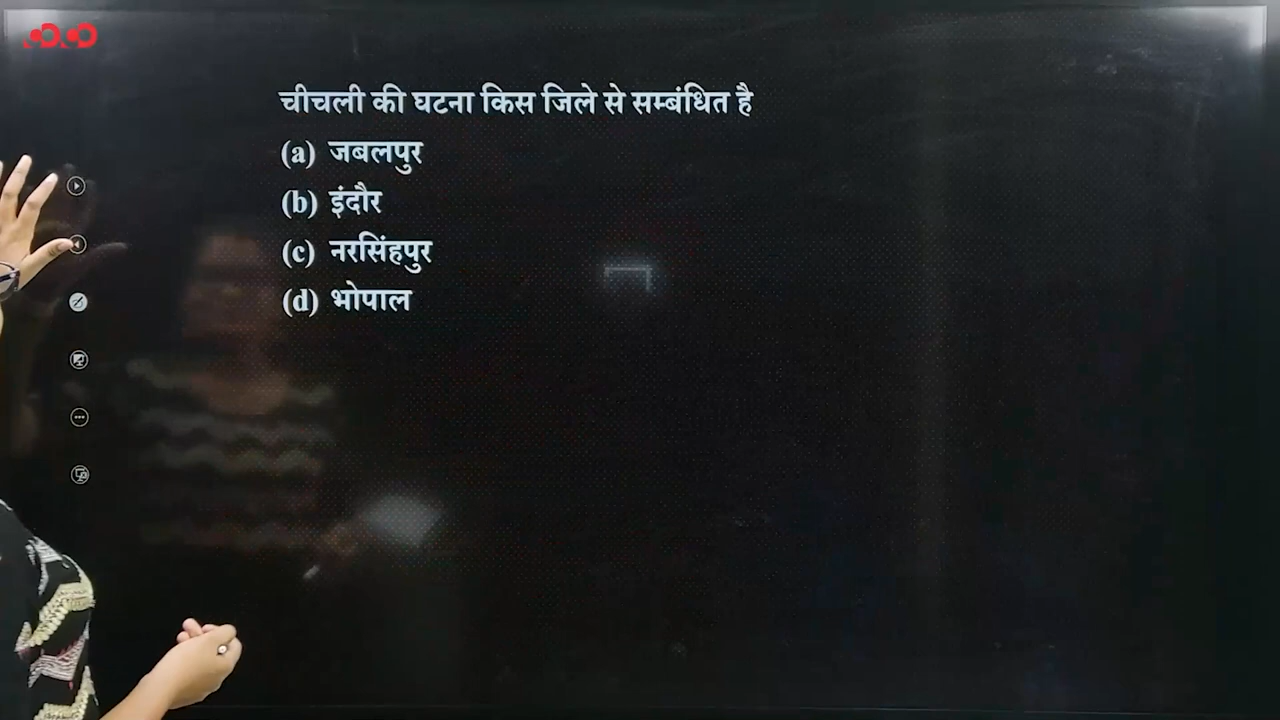 चीचली की घटना किस जिले से सम्बंधित है
(a) जबलपुर
(b) इंदौर
(c) नरसिंहपुर
(d) भोपाल